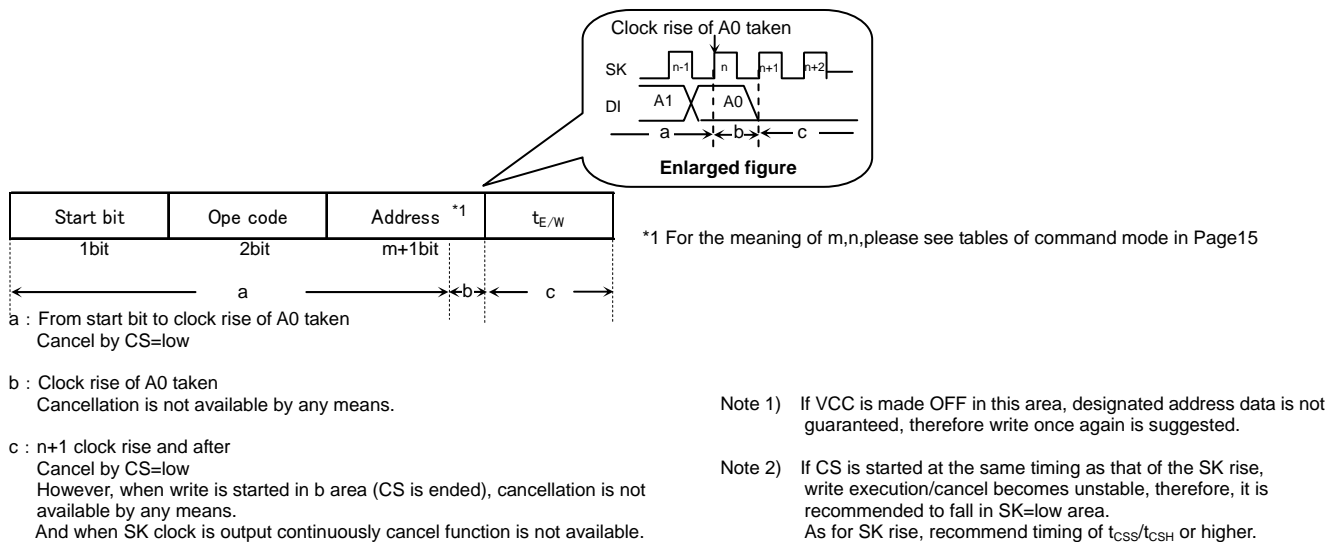 Clock rise of A0 taken
SK n-1 n n+1 n+2
DI A1 A0
a b c
Enlarged figure
Start bit Ope code Address *1 tE/W
1bit 2bit m+1bit
*1 For the meaning of m,n,please see tables of command mode in Page15
a b c
a : From start bit to clock rise of A0 taken
Cancel by CS=low
b : Clock rise of A0 taken
Cancellation is not available by any means.
c : n+1 clock rise and after
Cancel by CS=low
However, when write is started in b area (CS is ended), cancellation is not
available by any means.
And when SK clock is output continuously cancel function is not available.
Note 1) If VCC is made OFF in this area, designated address data is not
guaranteed, therefore write once again is suggested.
Note 2) If CS is started at the same timing as that of the SK rise,
write execution/cancel becomes unstable, therefore, it is
recommended to fall in SK=low area.
As for SK rise, recommend timing of tCSS/tCSH or higher.